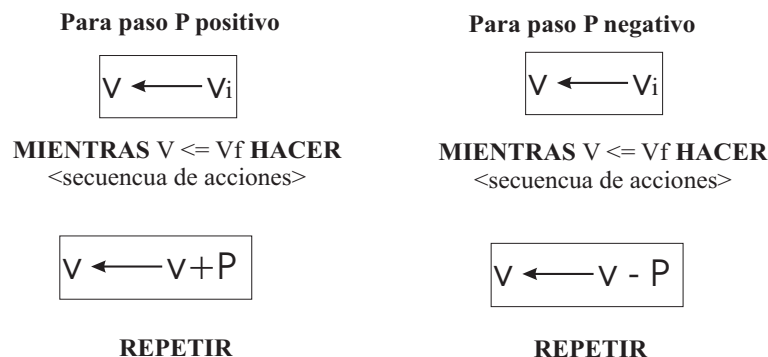 Para paso P positivo
V ← Vi
MIENTRAS V <= Vf HACER
<secuencua de acciones>
V ← V+P
REPETIR
Para paso P negativo
V ← Vi
MIENTRAS V <= Vf HACER
<secuencua de acciones>
V ← V - P
REPETIR